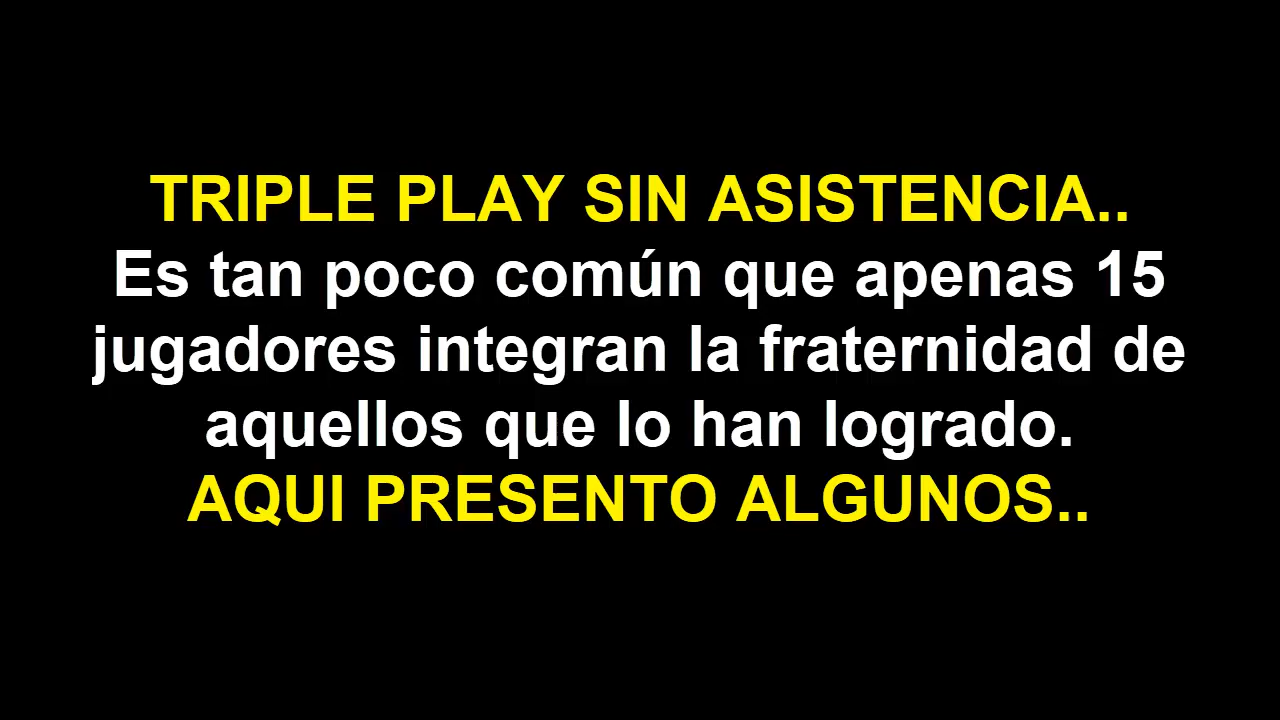 TRIPLE PLAY SIN ASISTENCIA..
Es tan poco común que apenas 15
jugadores integran la fraternidad de
aquellos que lo han logrado.
AQUI PRESENTO ALGUNOS..